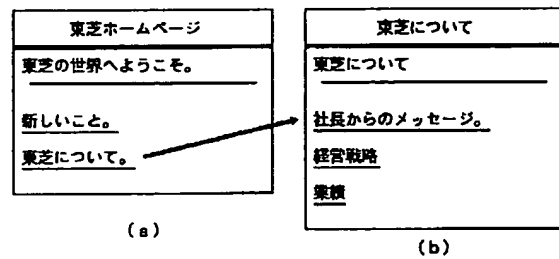 東芝ホームページ
東芝の世界へようこそ。
新しいこと。
東芝について。
(a)
東芝について
東芝について
社長からのメッセージ。
経営戦略
業績
(b)